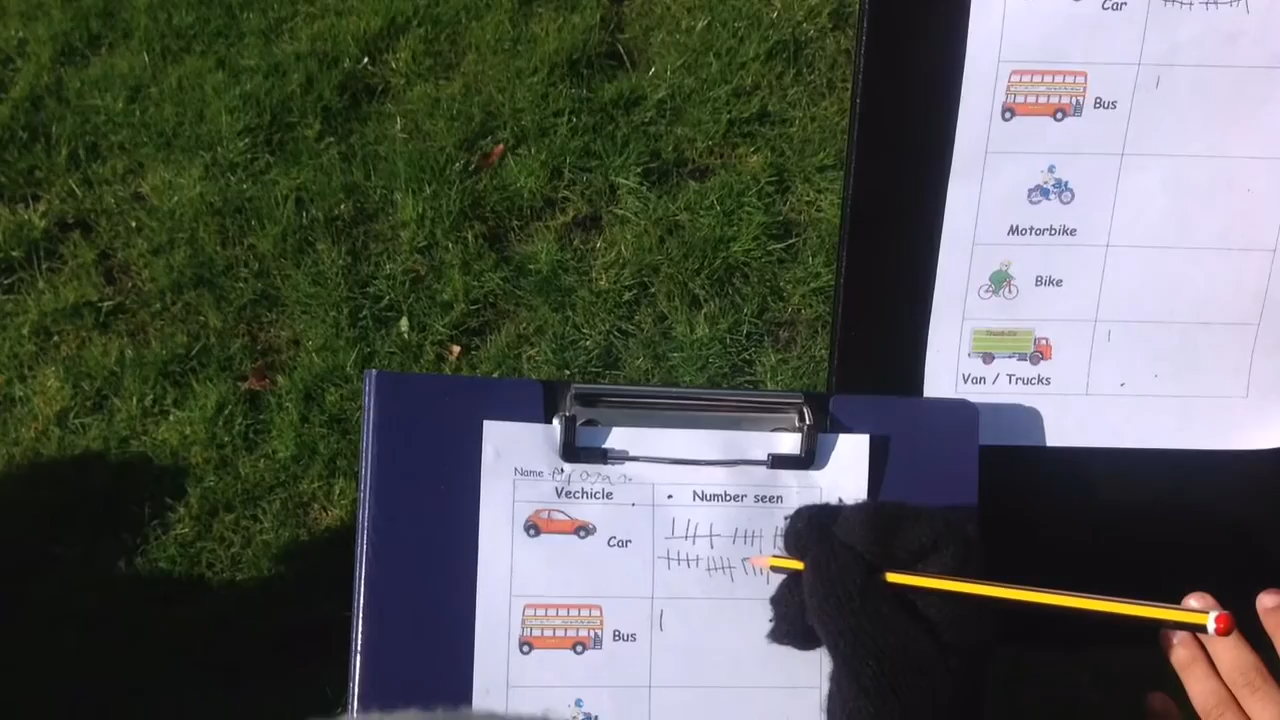 Car
Bus
Motorbike
Bike
Van / Trucks
Name
Vechicle
Number seen
Car
Bus